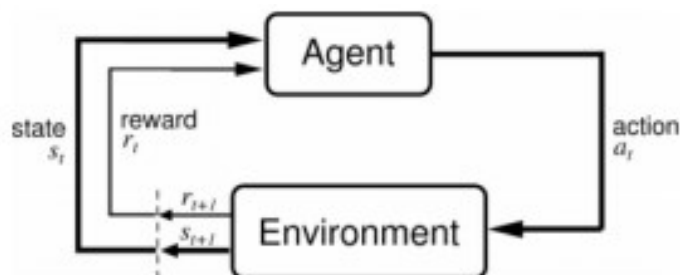 Agent
state
s_t
reward
r_t
action
a_t
r_{t+1}
s_{t+1}
Environment